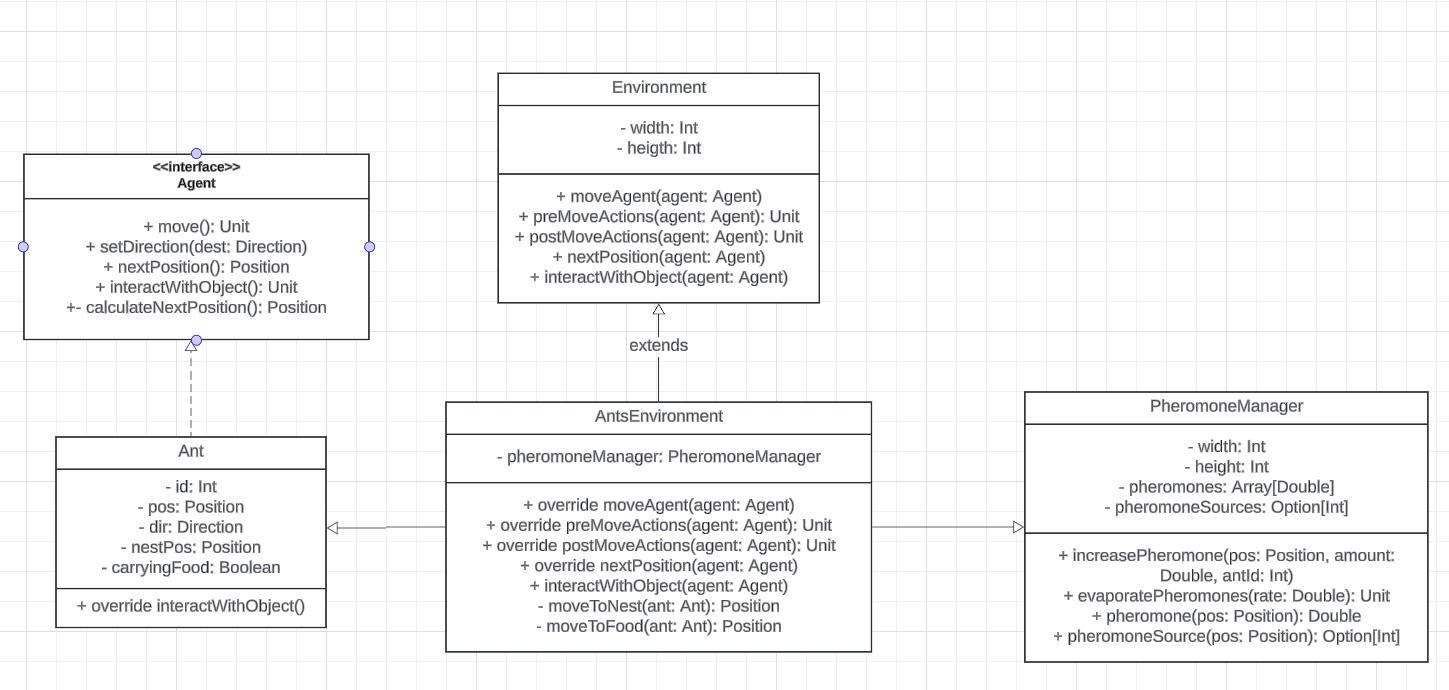 Environment
- width: Int
- heigth: Int
+ moveAgent(agent: Agent)
+ preMoveActions(agent: Agent): Unit
+ postMoveActions(agent: Agent): Unit
+ nextPosition(agent: Agent)
+ interactWithObject(agent: Agent)
<<interface>>
Agent
+ move(): Unit
+ setDirection(dest: Direction)
+ nextPosition(): Position
+ interactWithObject(): Unit
+- calculateNextPosition(): Position
extends
Ant
- id: Int
- pos: Position
- dir: Direction
- nestPos: Position
- carryingFood: Boolean
+ override interactWithObject()
AntsEnvironment
- pheromoneManager: PheromoneManager
+ override moveAgent(agent: Agent)
+ override preMoveActions(agent: Agent): Unit
+ override postMoveActions(agent: Agent): Unit
+ override nextPosition(agent: Agent)
+ interactWithObject(agent: Agent)
- moveToNest(ant: Ant): Position
- moveToFood(ant: Ant): Position
PheromoneManager
- width: Int
- height: Int
- pheromones: Array[Double]
- pheromoneSources: Option[Int]
+ increasePheromone(pos: Position, amount:
Double, antId: Int)
+ evaporatePheromones(rate: Double): Unit
+ pheromone(pos: Position): Double
+ pheromoneSource(pos: Position): Option[Int]